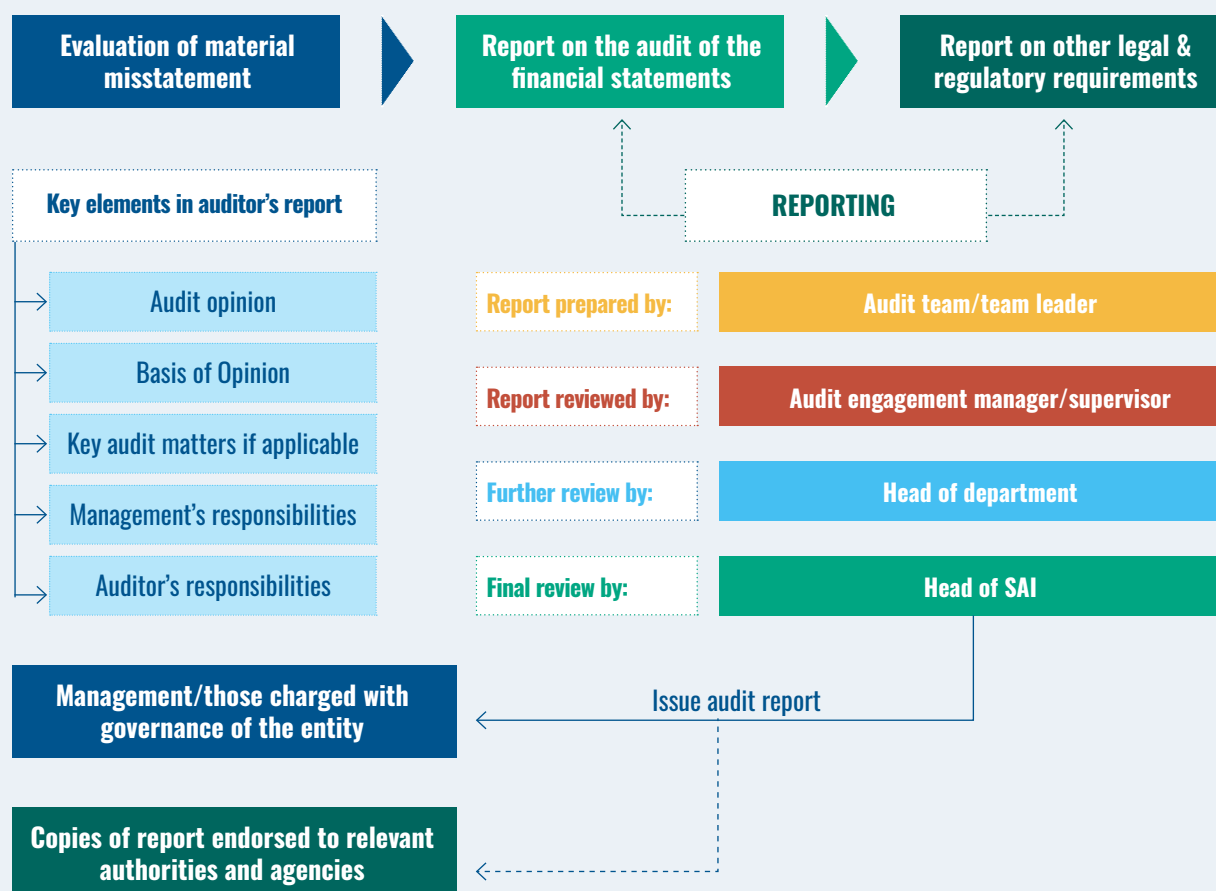 Evaluation of material
misstatement
Report on the audit of the
financial statements
Report on other legal &
regulatory requirements
Key elements in auditor's report
REPORTING
Audit opinion
Basis of Opinion
Key audit matters if applicable
Management's responsibilities
Auditor's responsibilities
Report prepared by:
Audit team/team leader
Report reviewed by:
Audit engagement manager/supervisor
Further review by:
Head of department
Final review by:
Head of SAI
Management/those charged with
governance of the entity
Issue audit report
Copies of report endorsed to relevant
authorities and agencies